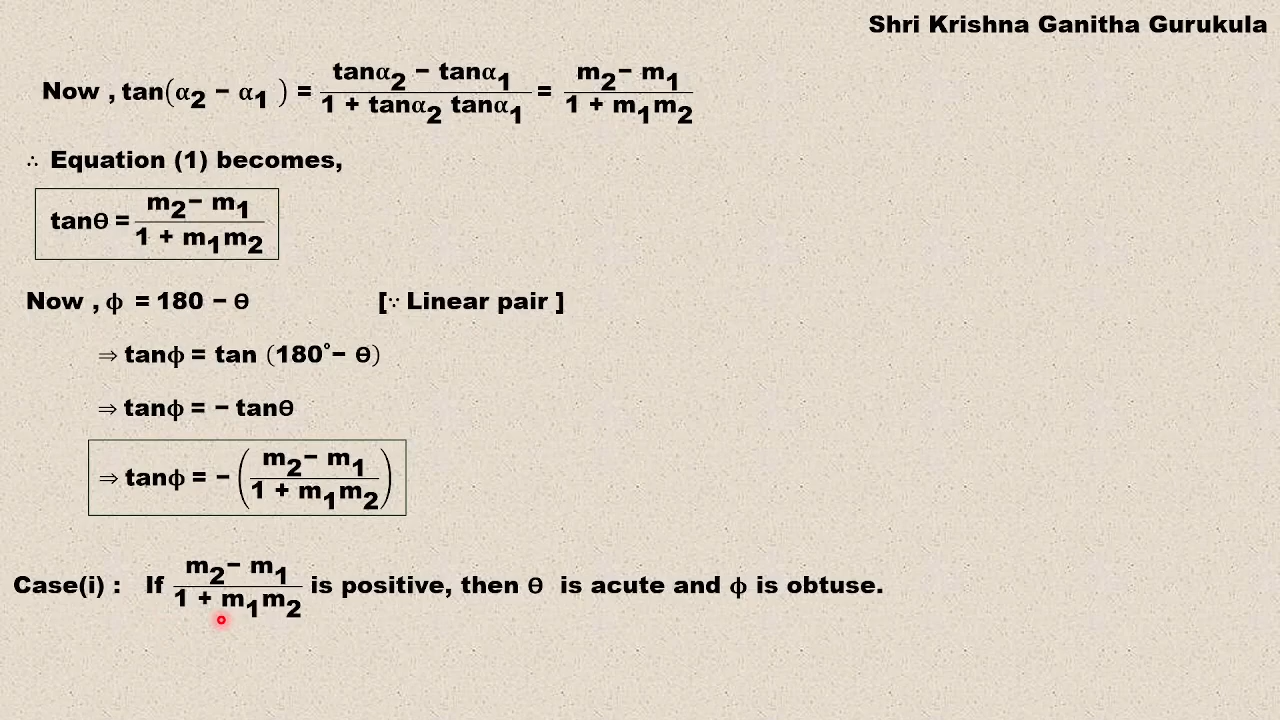 Shri Krishna Ganitha Gurukula
Now , tan(α₂ − α₁ ) = (tanα₂ − tanα₁)/(1 + tanα₂ tanα₁) = (m₂− m₁)/(1 + m₁m₂)
∴ Equation (1) becomes,
tanθ = (m₂− m₁)/(1 + m₁m₂)
Now , ϕ = 180 − θ [∵ Linear pair ]
⇒ tanϕ = tan (180°− θ)
⇒ tanϕ = − tanθ
⇒ tanϕ = − ((m₂− m₁)/(1 + m₁m₂))
Case(i) : If (m₂− m₁)/(1 + m₁m₂) is positive, then θ is acute and ϕ is obtuse.